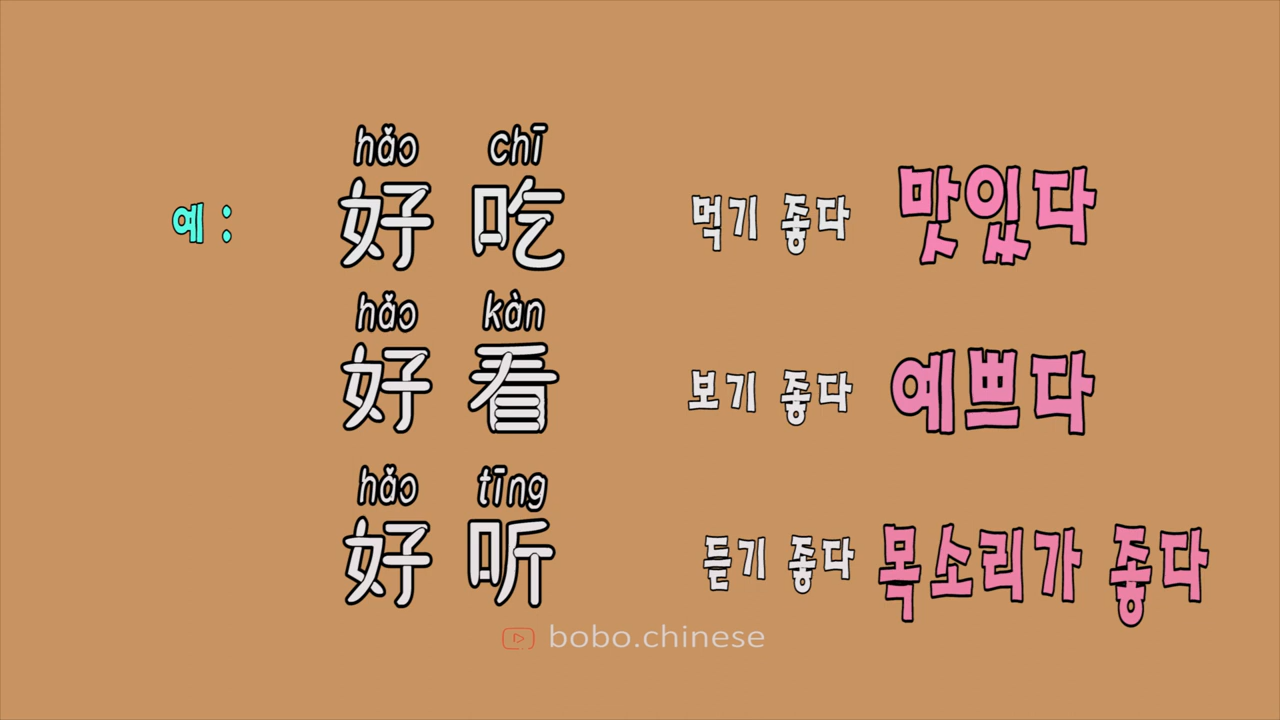 hǎo chī
예 : 好 吃 먹기 좋다 맛있다
hǎo kàn
好 看 보기 좋다 예쁘다
hǎo tīng
好 听 듣기 좋다 목소리가 좋다
bobo.chinese